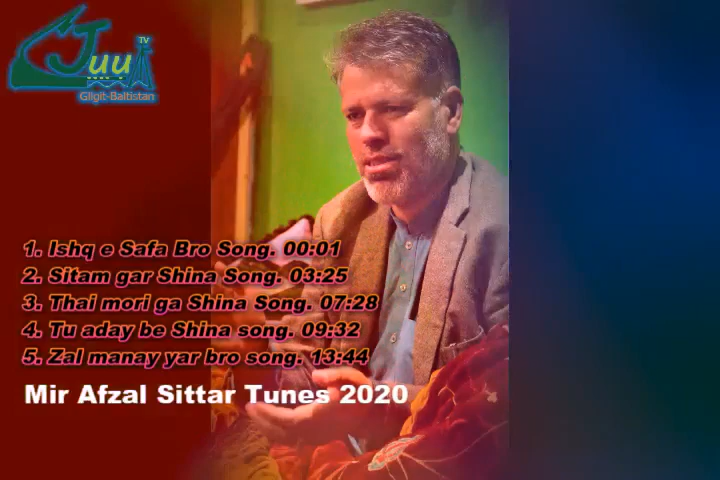 Juu TV
Gilgit-Baltistan
1. Ishq e Safa Bro Song. 00:01
2. Sitam gar Shina Song. 03:25
3. Thai mori ga Shina Song. 07:28
4. Tu aday be Shina song. 09:32
5. Zal manay yar bro song. 13:44
Mir Afzal Sittar Tunes 2020